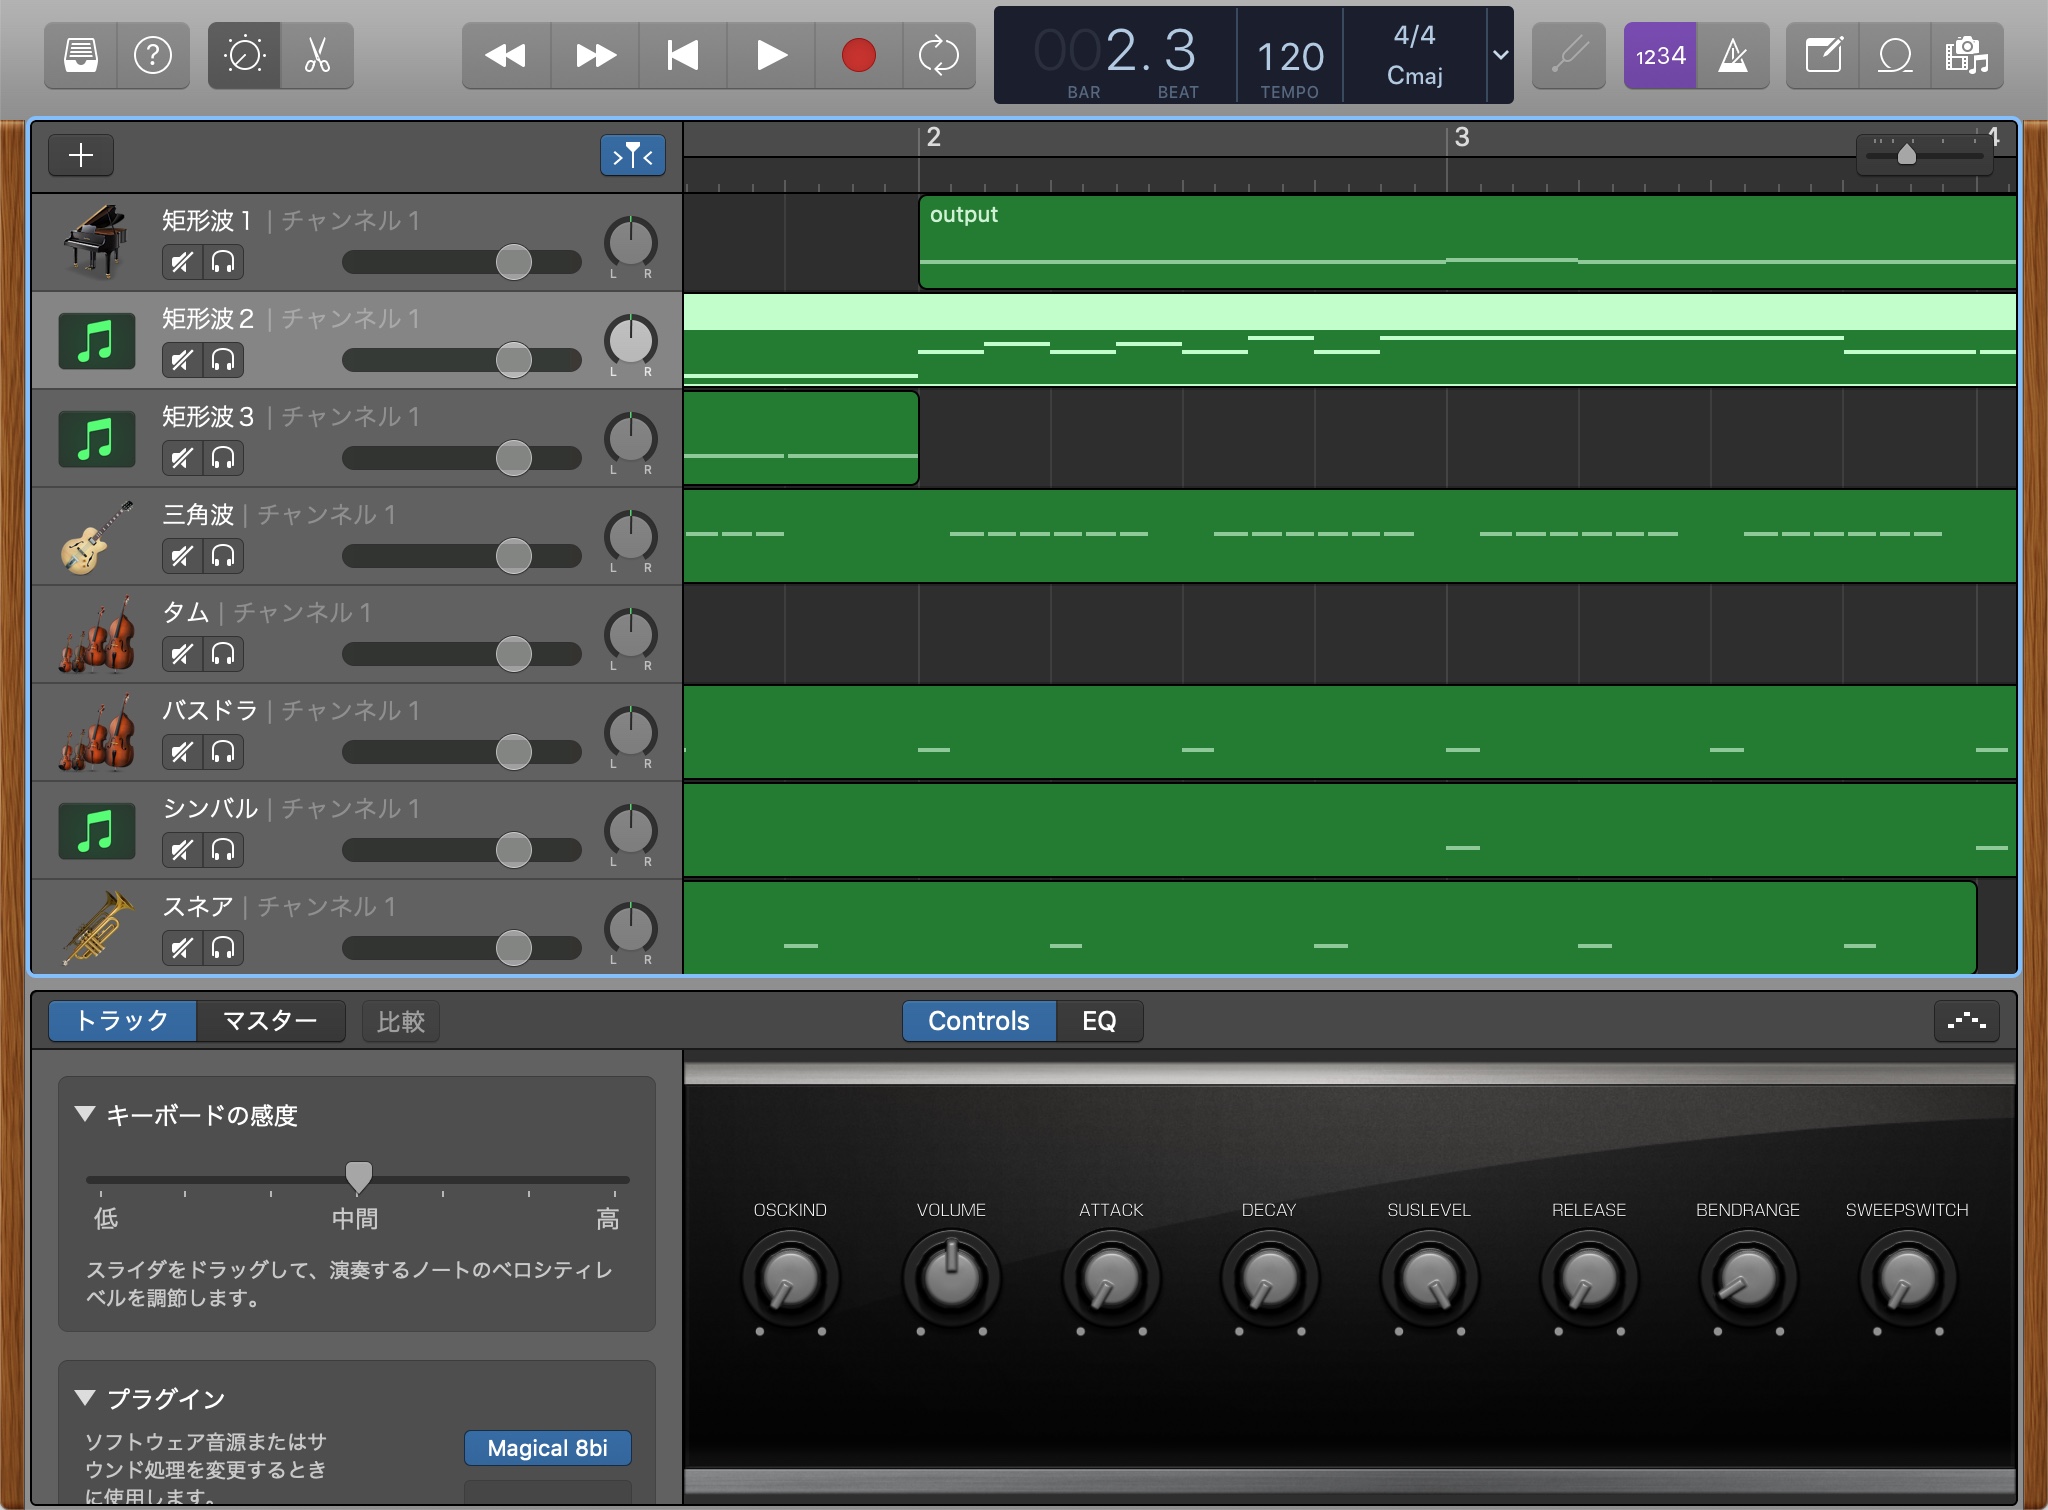 002.3
BAR
BEAT
120
TEMPO
4/4
Cmaj
1234
2
3
4
矩形波1 | チャンネル1
L R
output
矩形波2 | チャンネル1
L R
矩形波3 | チャンネル1
L R
三角波 | チャンネル1
L R
タム | チャンネル1
L R
バスドラ | チャンネル1
L R
シンバル | チャンネル1
L R
スネア | チャンネル1
L R
トラック
マスター
比較
Controls
EQ
キーボードの感度
低
中間
高
スライダをドラッグして、演奏するノートのベロシティレ
ベルを調節します。
プラグイン
ソフトウェア音源またはサ
ウンド処理を変更するとき
に使用します。
Magical 8bi
OSCKIND
VOLUME
ATTACK
DECAY
SUSLEVEL
RELEASE
BENDRANGE
SWEEPSWITCH